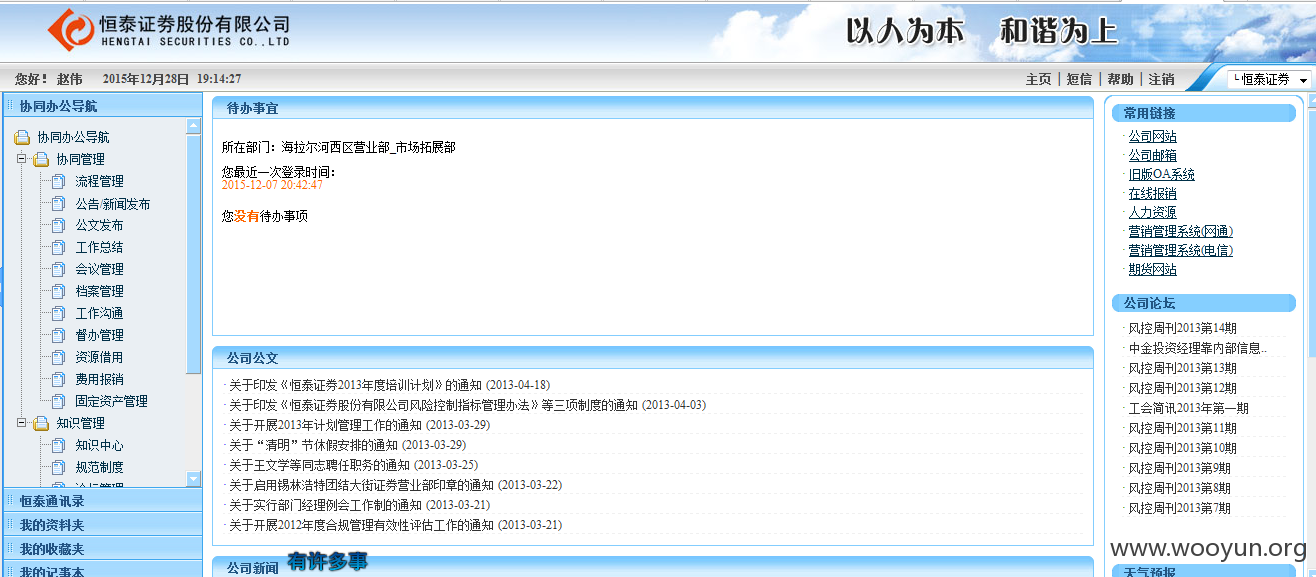 恒泰证券股份有限公司
HENGTAI SECURITIES CO.,LTD
以人为本 和谐为上
您好！ 赵伟 2015年12月28日 19:14:27
主页 | 短信 | 帮助 | 注销
└恒泰证券
协同办公导航
协同办公导航
协同管理
流程管理
公告/新闻发布
公文发布
工作总结
会议管理
档案管理
工作沟通
督办管理
资源借用
费用报销
固定资产管理
知识管理
知识中心
规范制度
论坛管理
恒泰通讯录
我的资料夹
我的收藏夹
我的记事本
待办事宜
所在部门：海拉尔河西区营业部_市场拓展部
您最近一次登录时间：
2015-12-07 20:42:47
您没有待办事项
公司公文
· 关于印发《恒泰证券2013年度培训计划》的通知 (2013-04-18)
· 关于印发《恒泰证券股份有限公司风险控制指标管理办法》等三项制度的通知 (2013-04-03)
· 关于开展2013年计划管理工作的通知 (2013-03-29)
· 关于“清明”节休假安排的通知 (2013-03-29)
· 关于王文学等同志聘任职务的通知 (2013-03-25)
· 关于启用锡林浩特团结大街证券营业部印章的通知 (2013-03-22)
· 关于实行部门经理例会工作制的通知 (2013-03-21)
· 关于开展2012年度合规管理有效性评估工作的通知 (2013-03-21)
公司新闻
有许多事
常用链接
· 公司网站
· 公司邮箱
· 旧版OA系统
· 在线报销
· 人力资源
· 营销管理系统(网通)
· 营销管理系统(电信)
· 期货网站
公司论坛
· 风控周刊2013第14期
· 中金投资经理靠内部信息..
· 风控周刊2013第13期
· 风控周刊2013第12期
· 工会简讯2013年第一期
· 风控周刊2013第11期
· 风控周刊2013第10期
· 风控周刊2013第9期
· 风控周刊2013第8期
· 风控周刊2013第7期
www.wooyun.org
天气预报